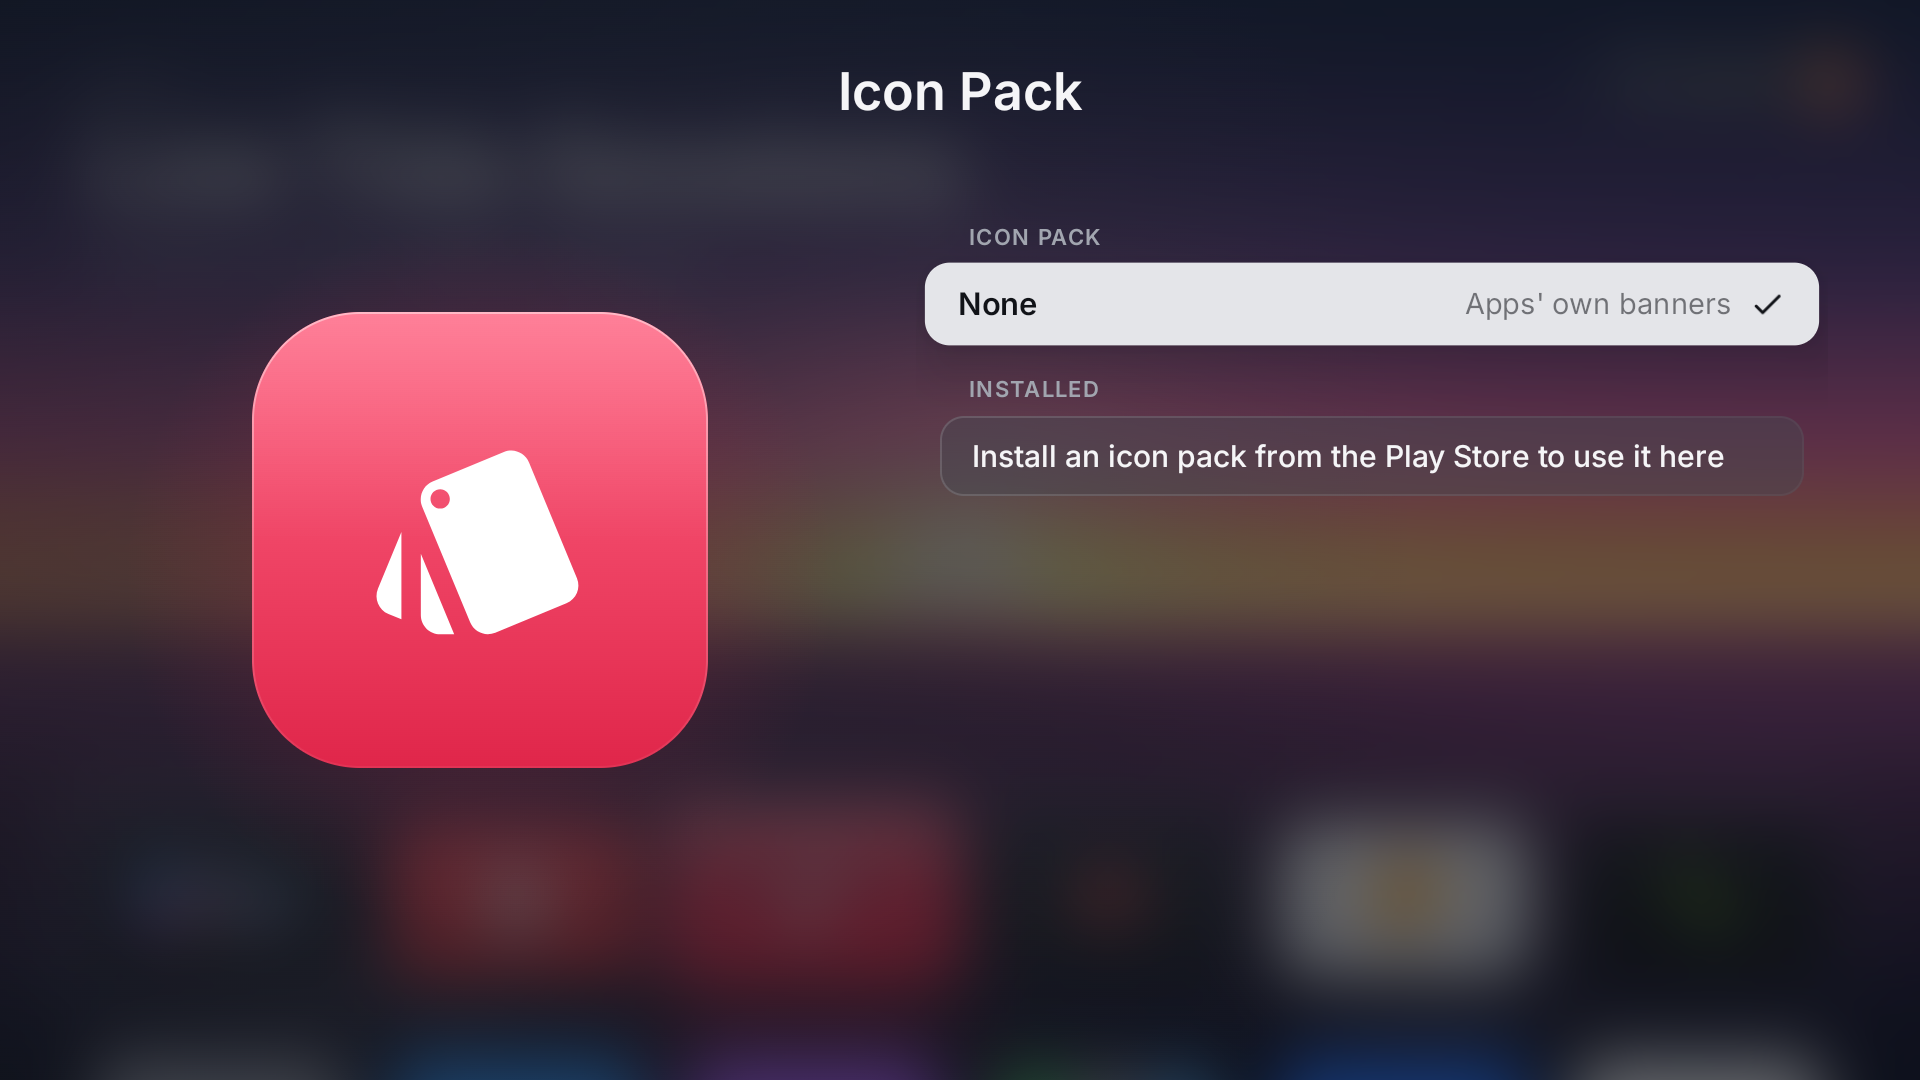 Icon Pack
ICON PACK
None
Apps' own banners
INSTALLED
Install an icon pack from the Play Store to use it here